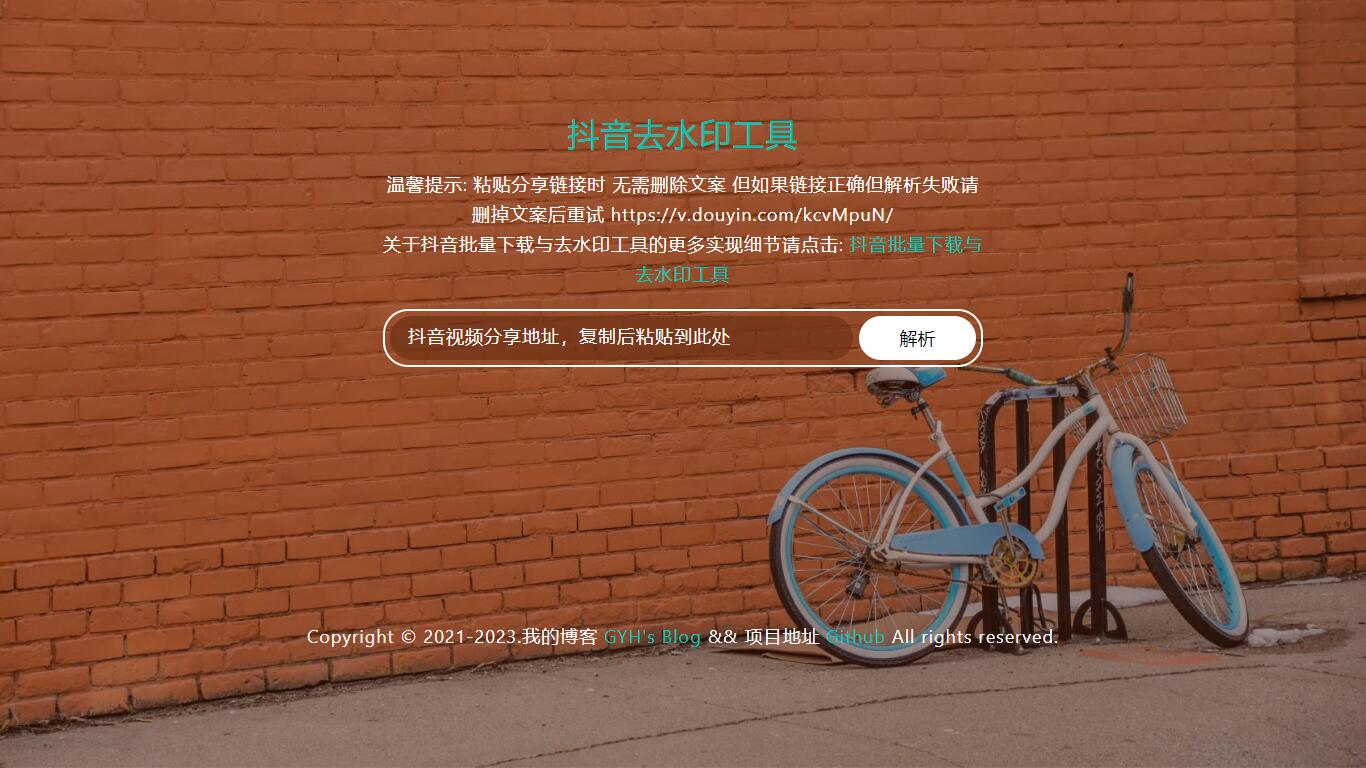 抖音去水印工具
温馨提示: 粘贴分享链接时 无需删除文案 但如果链接正确但解析失败请
删掉文案后重试 https://v.douyin.com/kcvMpuN/
关于抖音批量下载与去水印工具的更多实现细节请点击: 抖音批量下载与
去水印工具
抖音视频分享地址，复制后粘贴到此处
解析
Copyright © 2021-2023.我的博客 GYH's Blog && 项目地址 Github All rights reserved.